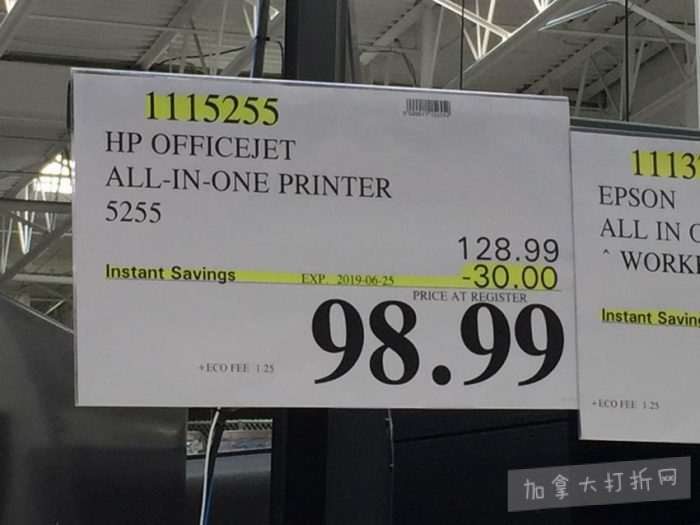 1115255
HP OFFICEJET
ALL-IN-ONE PRINTER
5255
128.99
Instant Savings EXP. 2019-06-25 -30.00
PRICE AT REGISTER
98.99
+ECO FEE 1.25
1113
EPSON
ALL IN
^ WORK
Instant Savin
+ECO FEE 1.25
加拿大打折网